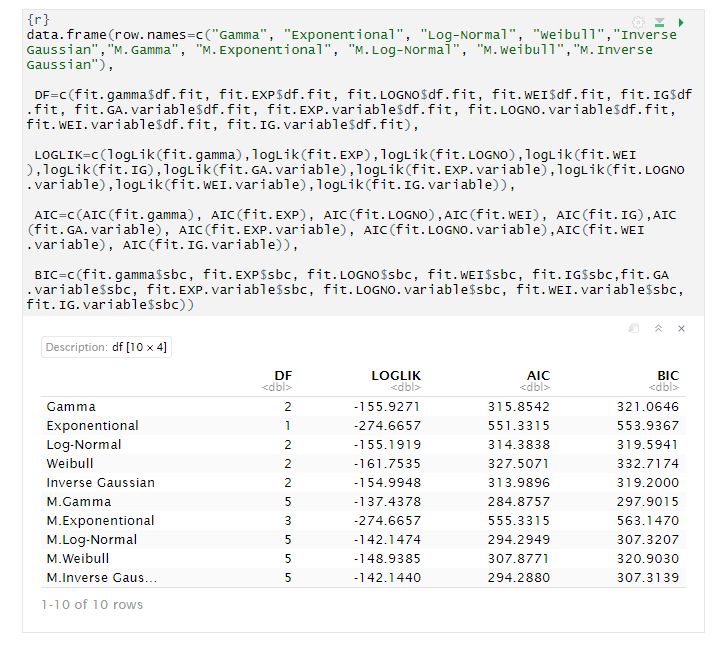 {r}
data.frame(row.names=c("Gamma", "Exponential", "Log-Normal", "Weibull","Inverse
Gaussian","M.Gamma", "M.Exponential", "M.Log-Normal", "M.Weibull","M.Inverse
Gaussian"),
DF=c(fit.gamma$df.fit, fit.EXP$df.fit, fit.LOGNO$df.fit, fit.WEI$df.fit, fit.IG$df
.fit, fit.GA.variable$df.fit, fit.EXP.variable$df.fit, fit.LOGNO.variable$df.fit,
fit.WEI.variable$df.fit, fit.IG.variable$df.fit),
LOGLIK=c(logLik(fit.gamma),logLik(fit.EXP),logLik(fit.LOGNO),logLik(fit.WEI
),logLik(fit.IG),logLik(fit.GA.variable),logLik(fit.EXP.variable),logLik(fit.LOGNO
.variable),logLik(fit.WEI.variable),logLik(fit.IG.variable)),
AIC=c(AIC(fit.gamma), AIC(fit.EXP), AIC(fit.LOGNO),AIC(fit.WEI), AIC(fit.IG),AIC
(fit.GA.variable), AIC(fit.EXP.variable), AIC(fit.LOGNO.variable),AIC(fit.WEI
.variable), AIC(fit.IG.variable)),
BIC=c(fit.gamma$sbc, fit.EXP$sbc, fit.LOGNO$sbc, fit.WEI$sbc, fit.IG$sbc,fit.GA
.variable$sbc, fit.EXP.variable$sbc, fit.LOGNO.variable$sbc, fit.WEI.variable$sbc,
fit.IG.variable$sbc))
Description: df [10 × 4]
DF LOGLIK AIC BIC
<dbl> <dbl> <dbl> <dbl>
Gamma 2 -155.9271 315.8542 321.0646
Exponential 1 -274.6657 551.3315 553.9367
Log-Normal 2 -155.1919 314.3838 319.5941
Weibull 2 -161.7535 327.5071 332.7174
Inverse Gaussian 2 -154.9948 313.9896 319.2000
M.Gamma 5 -137.4378 284.8757 297.9015
M.Exponential 3 -274.6657 555.3315 563.1470
M.Log-Normal 5 -142.1474 294.2949 307.3207
M.Weibull 5 -148.9385 307.8771 320.9030
M.Inverse Gaus... 5 -142.1440 294.2880 307.3139
1-10 of 10 rows